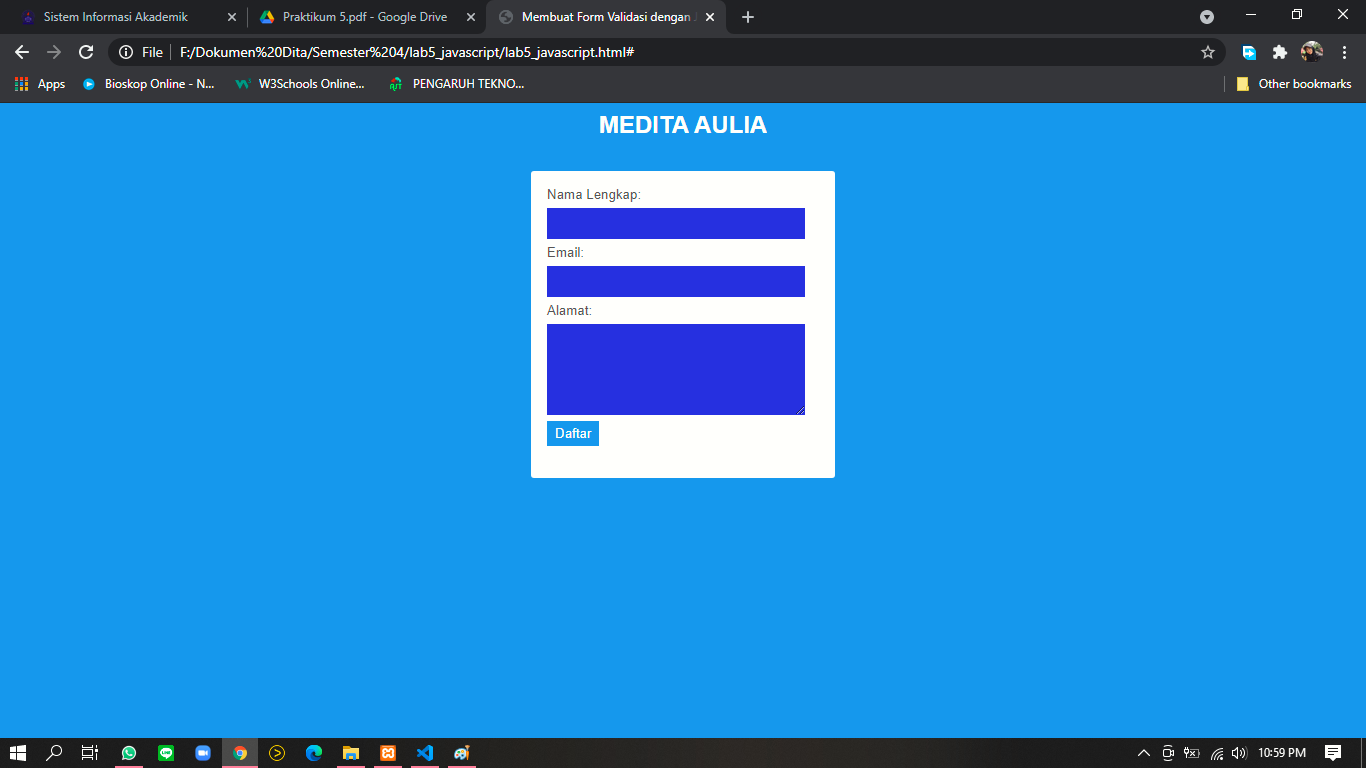 Sistem Informasi Akademik
Praktikum 5.pdf - Google Drive
Membuat Form Validasi dengan
File
F:/Dokumen%20Dita/Semester%204/lab5_javascript/lab5_javascript.html#
Apps
Bioskop Online - N...
W3Schools Online...
PENGARUH TEKNO...
Other bookmarks
MEDITA AULIA
Nama Lengkap:
Email:
Alamat:
Daftar
10:59 PM